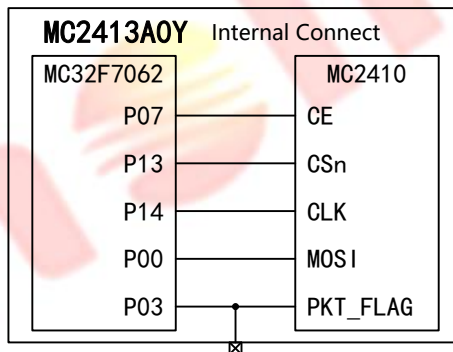 MC2413A0Y Internal Connect
MC32F7062 MC2410
P07 CE
P13 CSn
P14 CLK
P00 MOSI
P03 PKT_FLAG